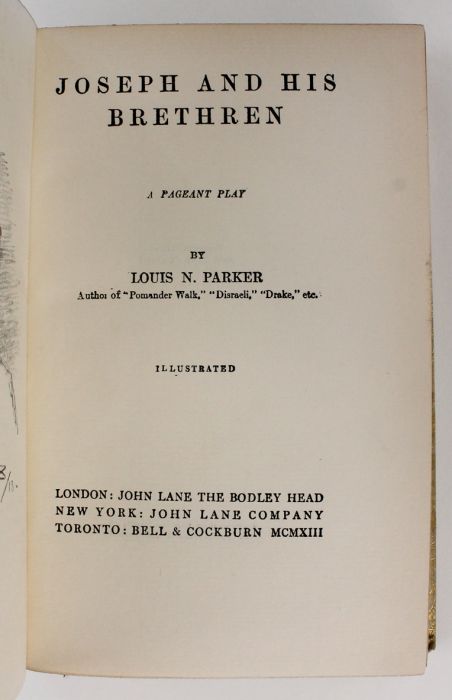 JOSEPH AND HIS
BRETHREN
A PAGEANT PLAY
BY
LOUIS N. PARKER
Author of "Pomander Walk," "Disraeli," "Drake," etc.
ILLUSTRATED
LONDON: JOHN LANE THE BODLEY HEAD
NEW YORK: JOHN LANE COMPANY
TORONTO: BELL & COCKBURN MCMXIII